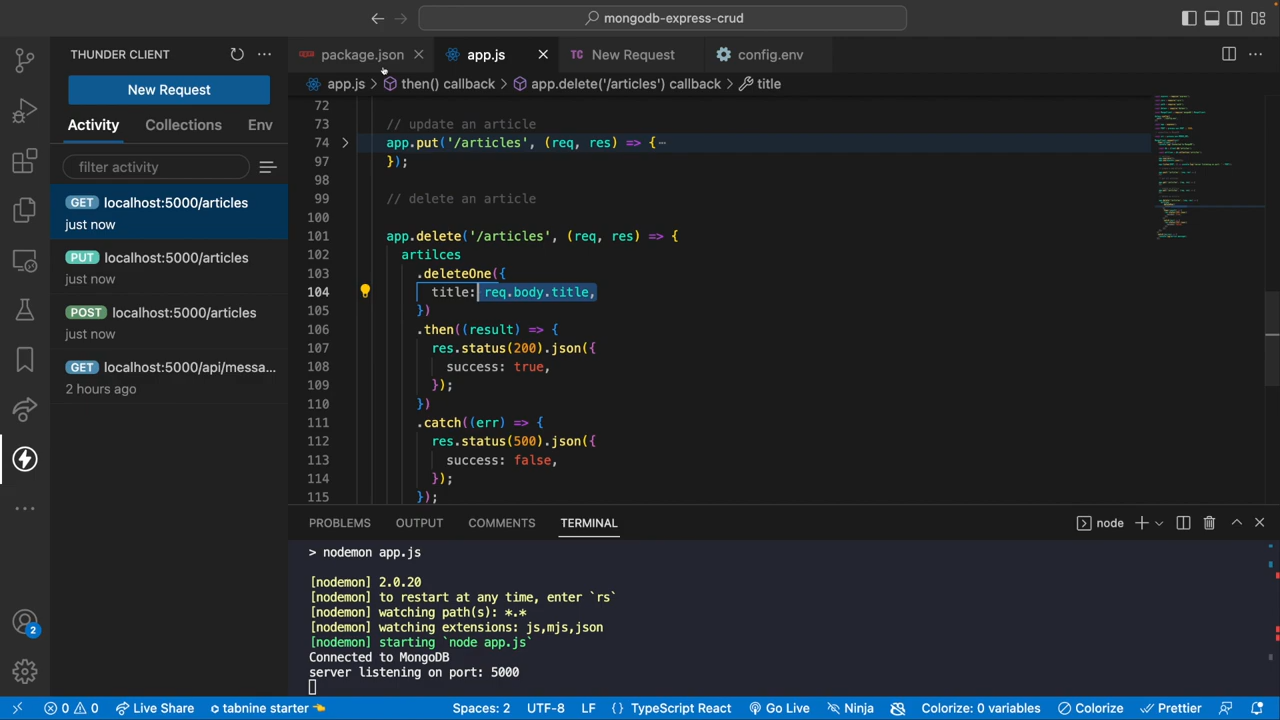 mongodb-express-crud
THUNDER CLIENT
New Request
Activity
Collections
Env
filter activity
GET localhost:5000/articles
just now
PUT localhost:5000/articles
just now
POST localhost:5000/articles
just now
GET localhost:5000/api/messa...
2 hours ago
2
package.json
app.js
TC New Request
config.env
app.js > then() callback > app.delete('/articles') callback > title
72
73 // update an article
74 app.put('/articles', (req, res) => {
97 });
98
99 delete an article
100
101 app.delete('/articles', (req, res) => {
102 artilces
103 .deleteOne({
104 title: req.body.title,
105 })
106 .then((result) => {
107 res.status(200).json({
108 success: true,
109 });
110 })
111 .catch((err) => {
112 res.status(500).json({
113 success: false,
114 });
115 });
PROBLEMS
OUTPUT
COMMENTS
TERMINAL
node
> nodemon app.js
[nodemon] 2.0.20
[nodemon] to restart at any time, enter `rs`
[nodemon] watching path(s): *.*
[nodemon] watching extensions: js,mjs,json
[nodemon] starting `node app.js`
Connected to MongoDB
server listening on port: 5000
0 0 Live Share tabnine starter Spaces: 2 UTF-8 LF {} TypeScript React Go Live Ninja Colorize: 0 variables Colorize Prettier